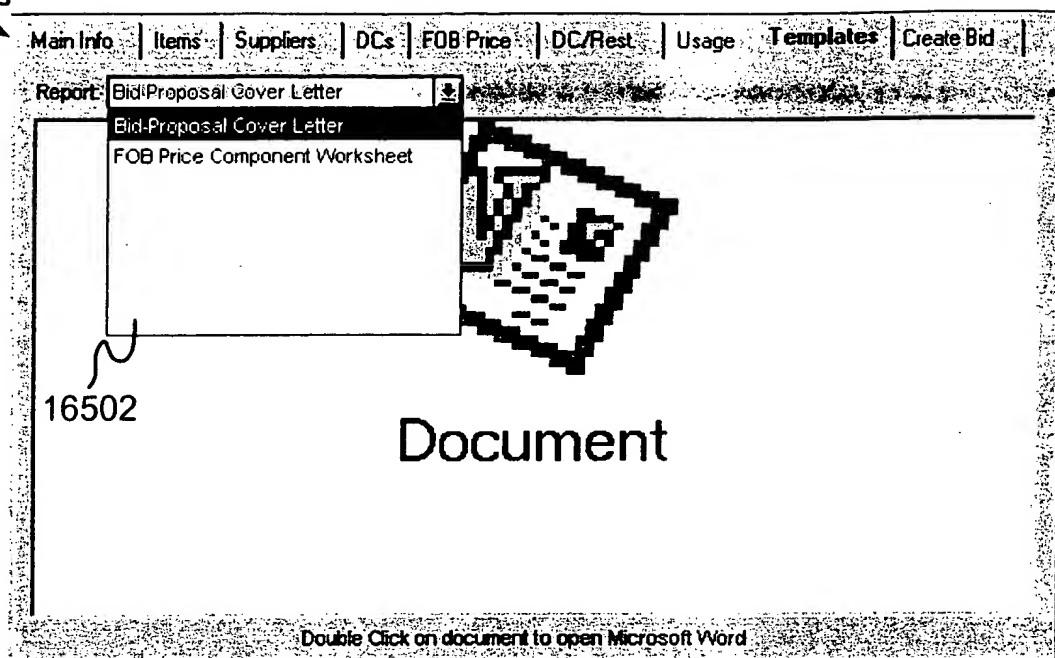 Main Info Items Suppliers DCs FOB Price DC/Rest. Usage Templates Create Bid
Report: Bid-Proposal Cover Letter
Bid-Proposal Cover Letter
FOB Price Component Worksheet
16502
Document
Double Click on document to open Microsoft Word